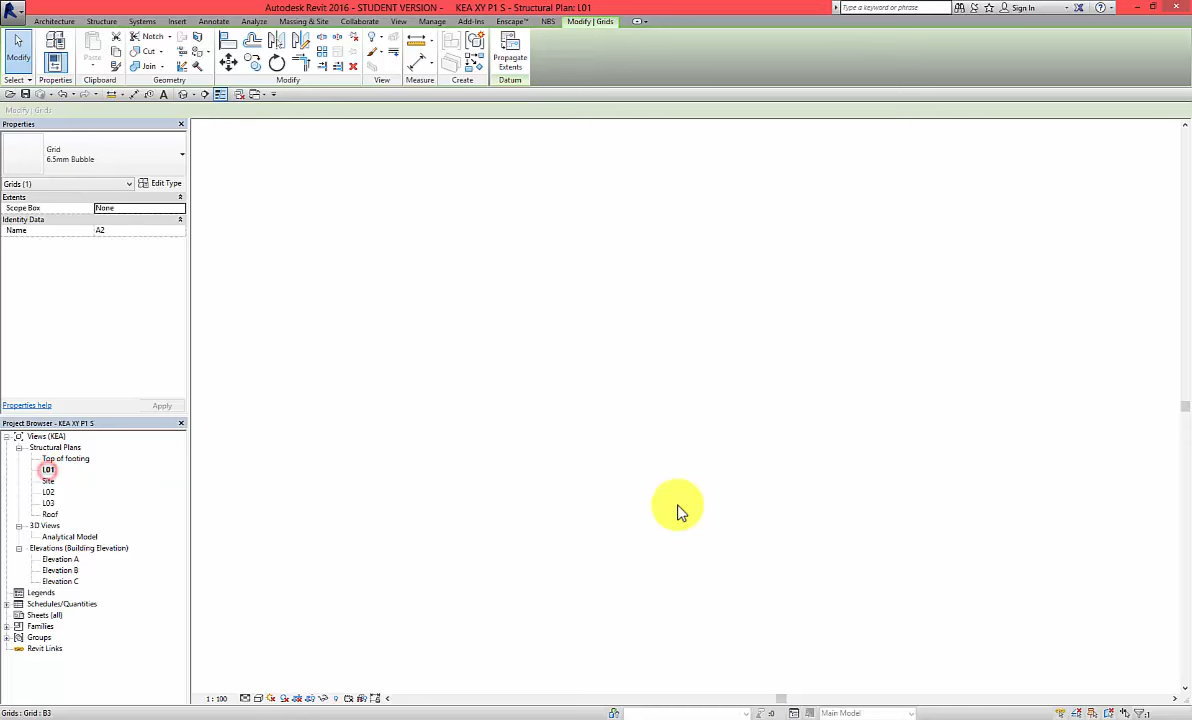 Autodesk Revit 2016 - STUDENT VERSION - KEA XY P1 S - Structural Plan: L01
Type a keyword or phrase
Sign In
Architecture Structure Systems Insert Annotate Analyze Massing & Site Collaborate View Manage Add-Ins Enscape™ NBS Modify | Grids
Modify
Paste
Notch
Cut
Join
Propagate
Extents
Select Properties Clipboard Geometry Modify View Measure Create Datum
Modify | Grids
Properties
Grid
6.5mm Bubble
Grids (1)
Edit Type
Extents
Scope Box None
Identity Data
Name A2
Properties help
Apply
Project Browser - KEA XY P1 S
Views (KEA)
Structural Plans
Top of footing
L01
Site
L02
L03
Roof
3D Views
Analytical Model
Elevations (Building Elevation)
Elevation A
Elevation B
Elevation C
Legends
Schedules/Quantities
Sheets (all)
Families
Groups
Revit Links
1 : 100
Grids : Grid : B3
:0
Main Model
:1